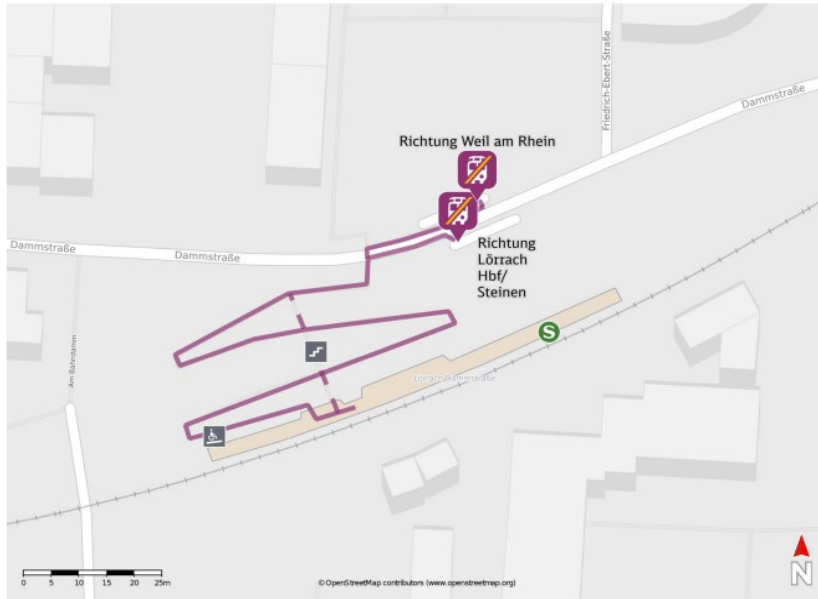 Friedrich-Ebert-Straße
Dammstraße
Richtung Weil am Rhein
Dammstraße
Richtung
Lörrach
Hbf/
Steinen
S
Lörrach Dammstraße
Am Bahndamm
0 5 10 15 20 25m
© OpenStreetMap contributors (www.openstreetmap.org)
N